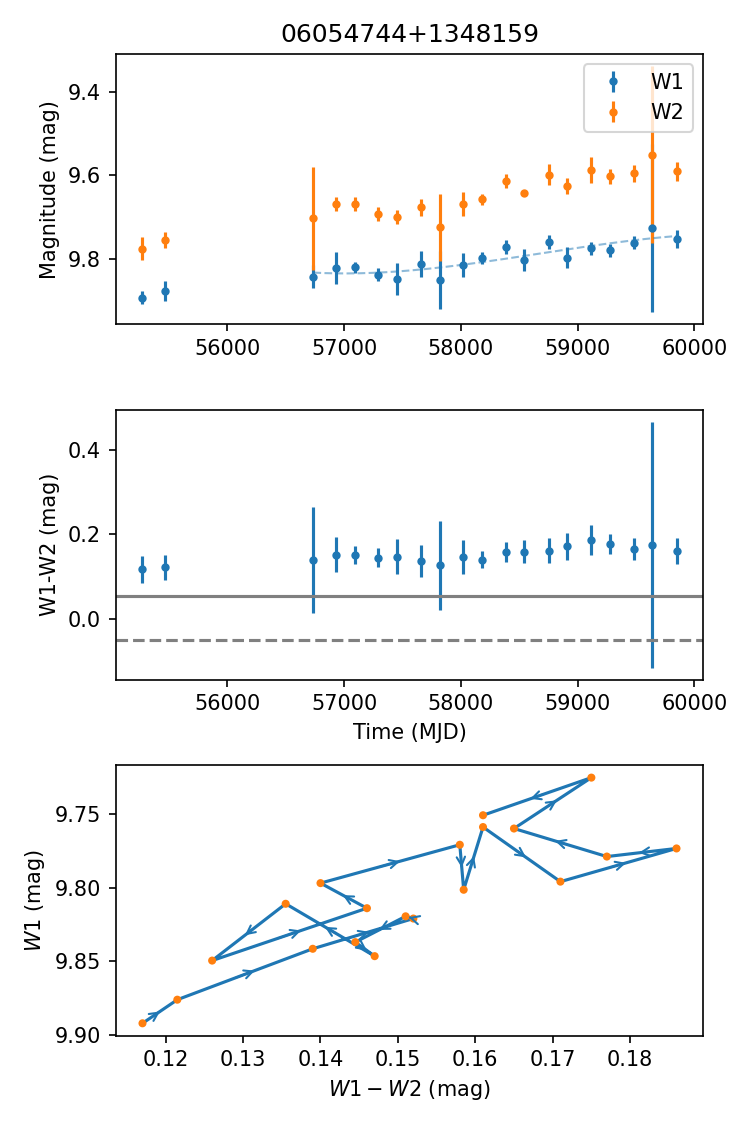 06054744+1348159
W1
W2
Magnitude (mag)
9.4
9.6
9.8
56000 57000 58000 59000 60000
W1-W2 (mag)
0.4
0.2
0.0
56000 57000 58000 59000 60000
Time (MJD)
W1 (mag)
9.75
9.80
9.85
9.90
0.12 0.13 0.14 0.15 0.16 0.17 0.18
W1 − W2 (mag)